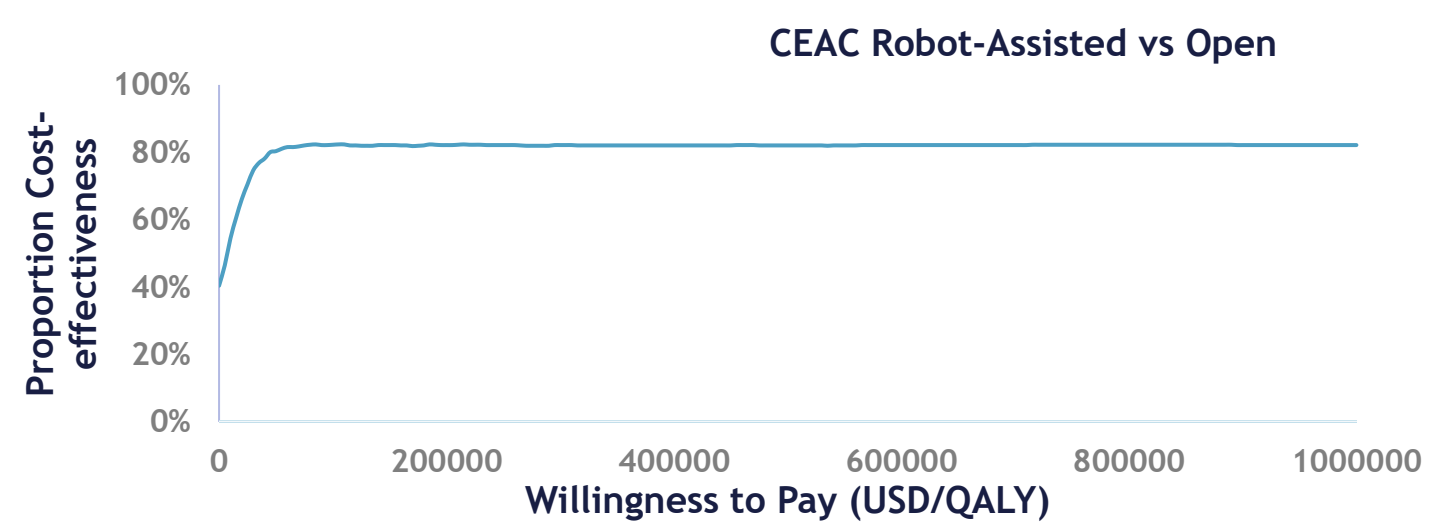 CEAC Robot-Assisted vs Open
Proportion Cost-
effectiveness
100%
80%
60%
40%
20%
0%
0 200000 400000 600000 800000 1000000
Willingness to Pay (USD/QALY)